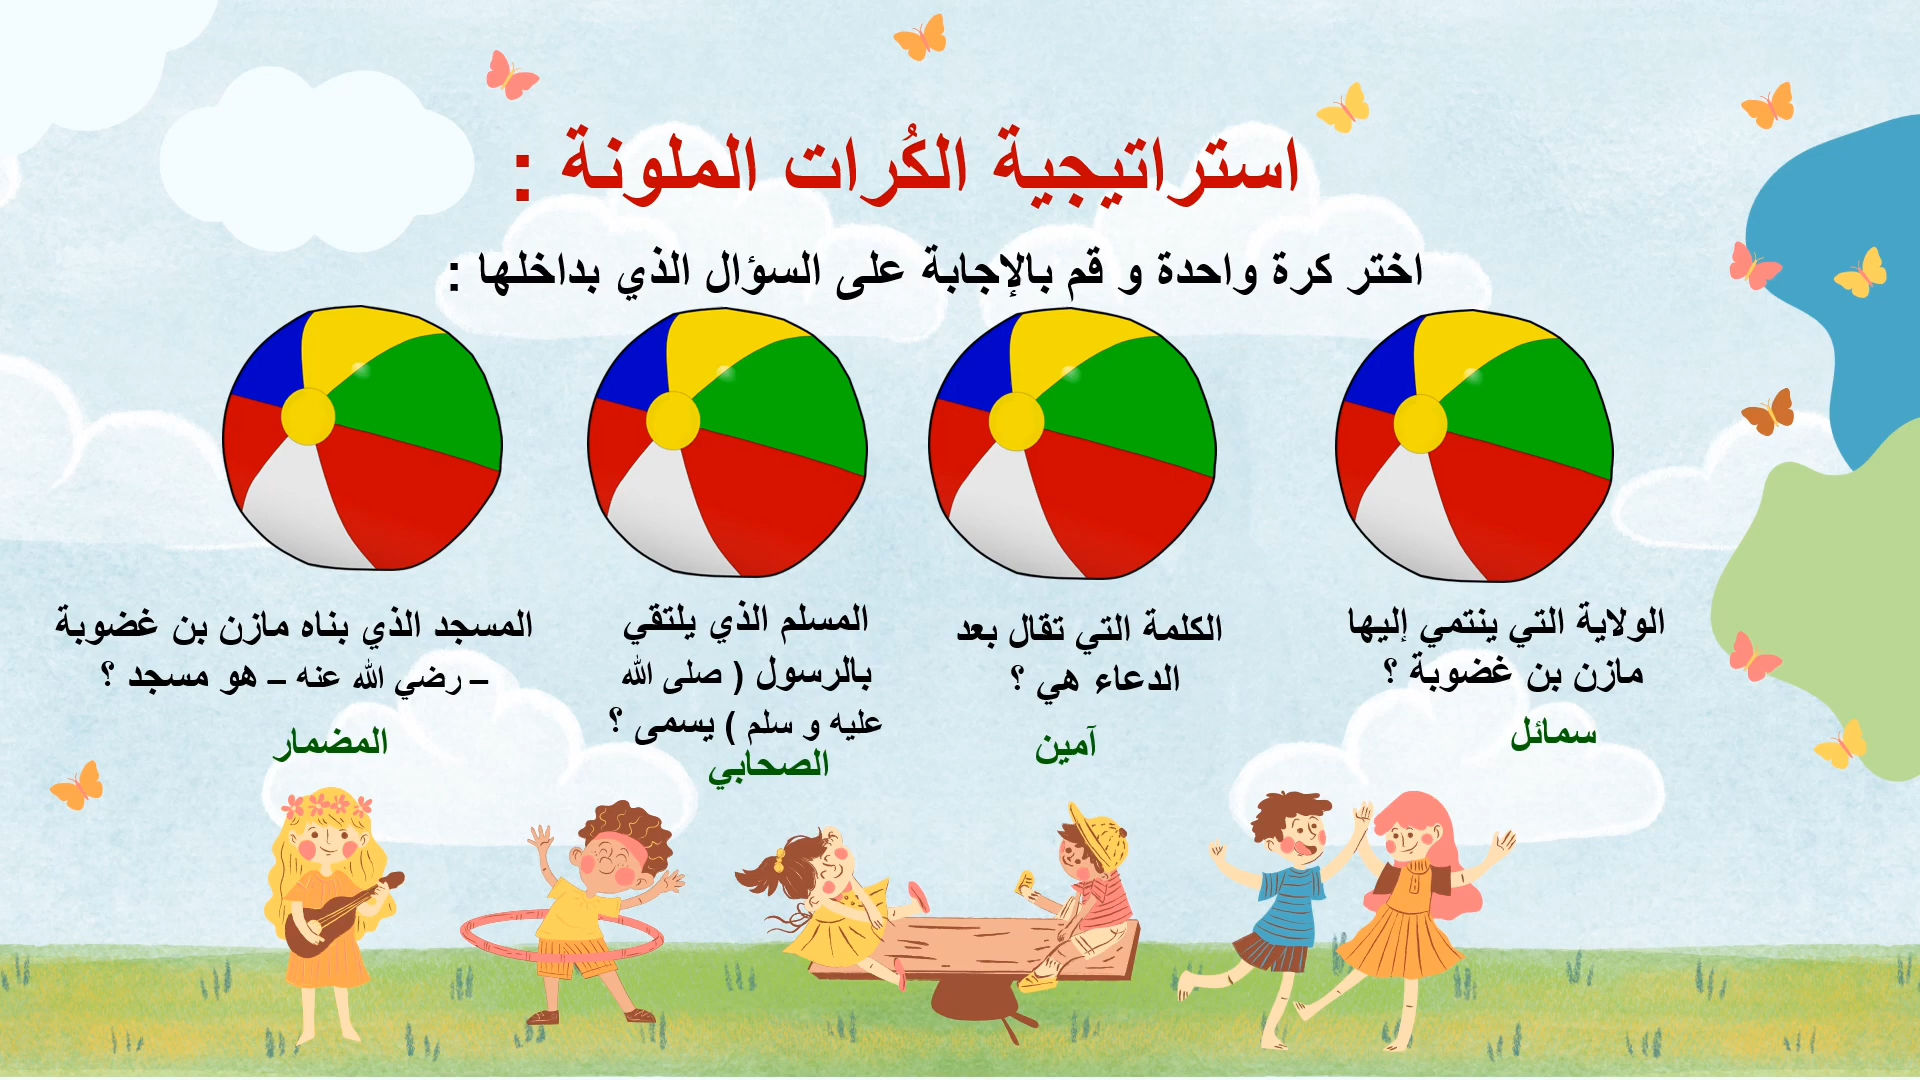 استراتيجية الكُرات الملونة :
اختر كرة واحدة و قم بالإجابة على السؤال الذي بداخلها :
الولاية التي ينتمي إليها
مازن بن غضوبة ؟
سمائل
الكلمة التي تقال بعد
الدعاء هي ؟
آمين
المسلم الذي يلتقي
بالرسول ( صلى الله
عليه و سلم ) يسمى ؟
الصحابي
المسجد الذي بناه مازن بن غضوبة
– رضي الله عنه – هو مسجد ؟
المضمار